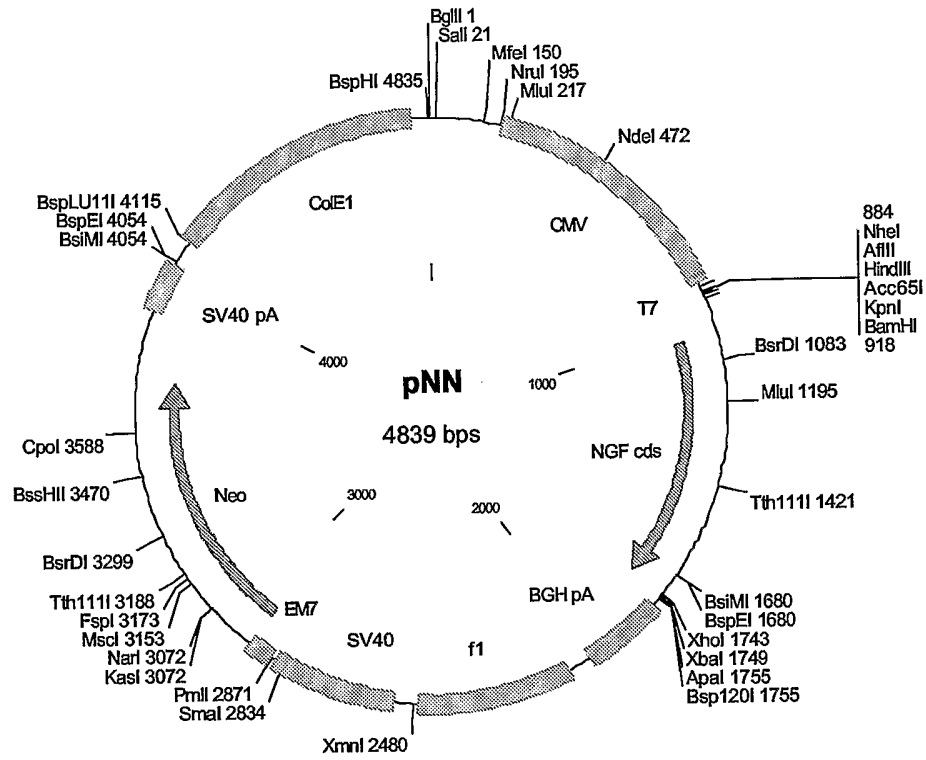 BglII 1
SalI 21
MfeI 150
NruI 195
MluI 217
BspHI 4835
NdeI 472
BspLU11I 4115
BspEI 4054
BsiMI 4054
ColE1
CMV
884
NheI
AflII
HindIII
Acc65I
KpnI
BamHI
918
SV40 pA
T7
4000
BsrDI 1083
pNN
1000
MluI 1195
4839 bps
CpoI 3588
NGF cds
BssHII 3470
Neo
3000
2000
Tth111I 1421
BsrDI 3299
BGH pA
Tth111I 3188
FspI 3173
MscI 3153
NarI 3072
KasI 3072
EM7
SV40
f1
BsiMI 1680
BspEI 1680
XhoI 1743
XbaI 1749
ApaI 1755
Bsp120I 1755
PmlI 2871
SmaI 2834
XmnI 2480